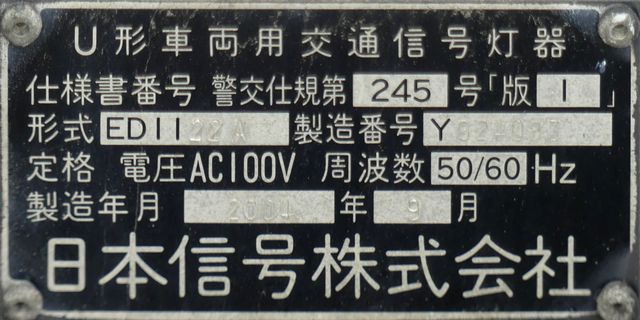 U形車両用交通信号灯器
仕様書番号 警交仕規第 245 号「版 1 」
形式 ED1122A 製造番号
定格 電圧AC100V 周波数 50/60 Hz
製造年月 2004 年 9 月
日本信号株式会社